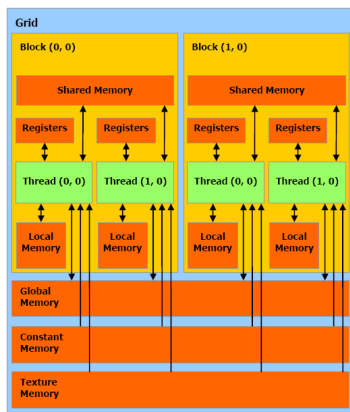 Grid
Block (0, 0)
Block (1, 0)
Shared Memory
Shared Memory
Registers
Registers
Registers
Registers
Thread (0, 0)
Thread (1, 0)
Thread (0, 0)
Thread (1, 0)
Local
Memory
Local
Memory
Local
Memory
Local
Memory
Global
Memory
Constant
Memory
Texture
Memory